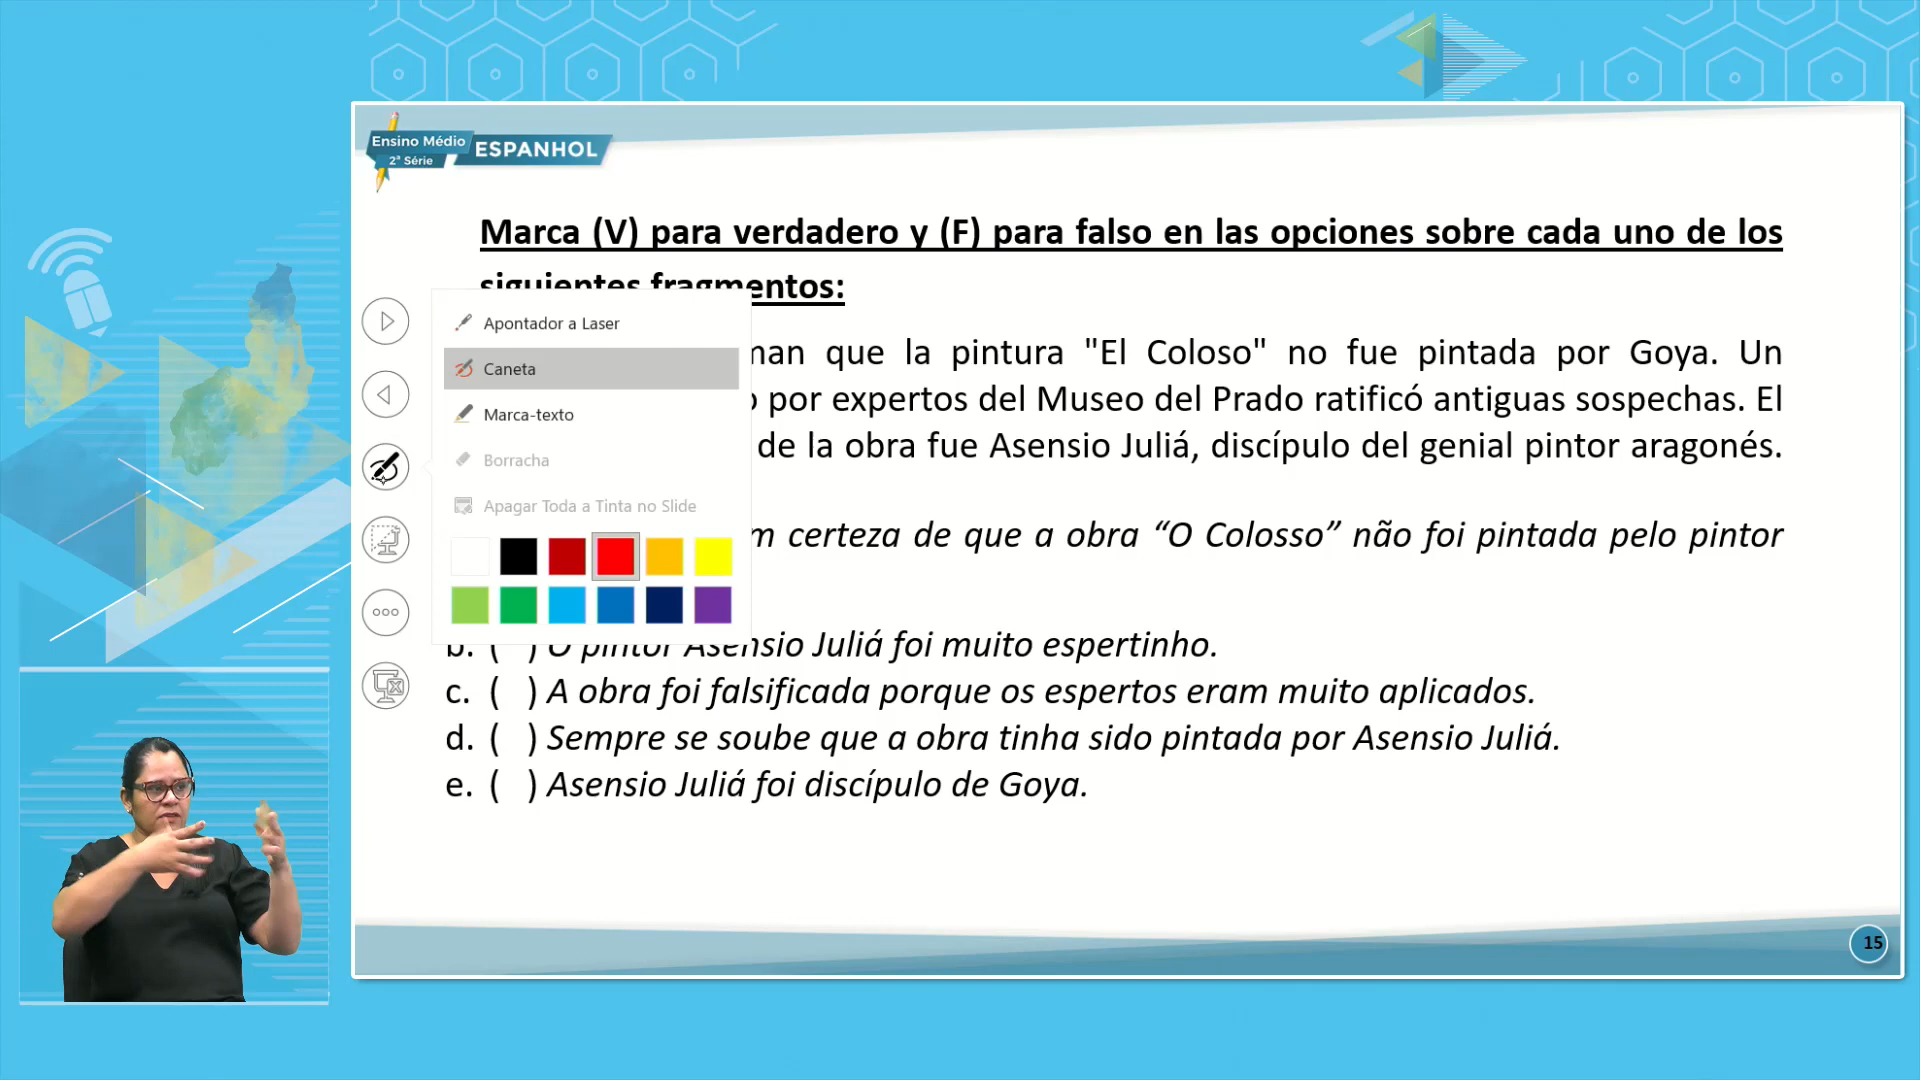 Ensino Médio
2ª Série
ESPANHOL
Marca (V) para verdadero y (F) para falso en las opciones sobre cada uno de los
siguientes fragmentos:
que la pintura "El Coloso" no fue pintada por Goya. Un
por expertos del Museo del Prado ratificó antiguas sospechas. El
de la obra fue Asensio Juliá, discípulo del genial pintor aragonés.
certeza de que a obra “O Colosso” não foi pintada pelo pintor
b. ( ) O pintor Asensio Juliá foi muito espertinho.
c. ( ) A obra foi falsificada porque os espertos eram muito aplicados.
d. ( ) Sempre se soube que a obra tinha sido pintada por Asensio Juliá.
e. ( ) Asensio Juliá foi discípulo de Goya.
Apontador a Laser
Caneta
Marca-texto
Borracha
Apagar Toda a Tinta no Slide
15